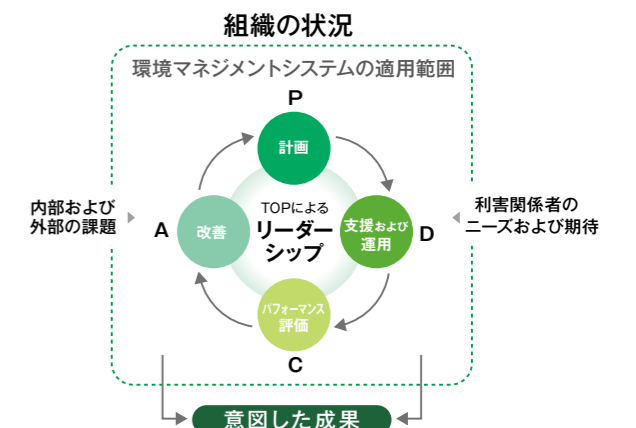 組織の状況
環境マネジメントシステムの適用範囲
P
計画
内部および
外部の課題
A
改善
TOPによる
リーダー
シップ
支援および
運用
D
利害関係者の
ニーズおよび期待
パフォーマンス
評価
C
意図した成果